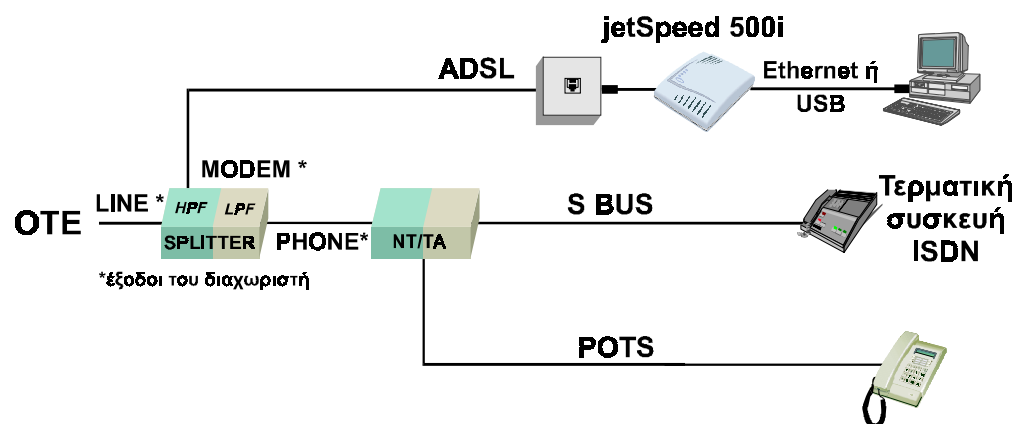 jetSpeed 500i
ADSL
Ethernet ή
USB
MODEM *
LINE *
HPF LPF
OTE
SPLITTER
PHONE*
NT/TA
S BUS
Τερματική
συσκευή
ISDN
*έξοδοι του διαχωριστή
POTS